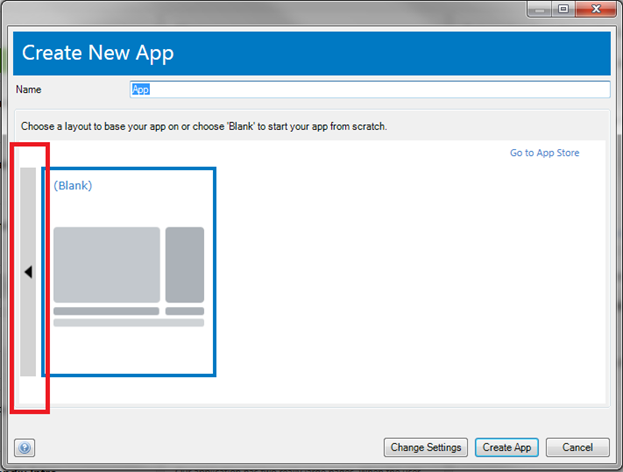 Create New App
Name
App
Choose a layout to base your app on or choose 'Blank' to start your app from scratch.
Go to App Store
(Blank)
Change Settings
Create App
Cancel